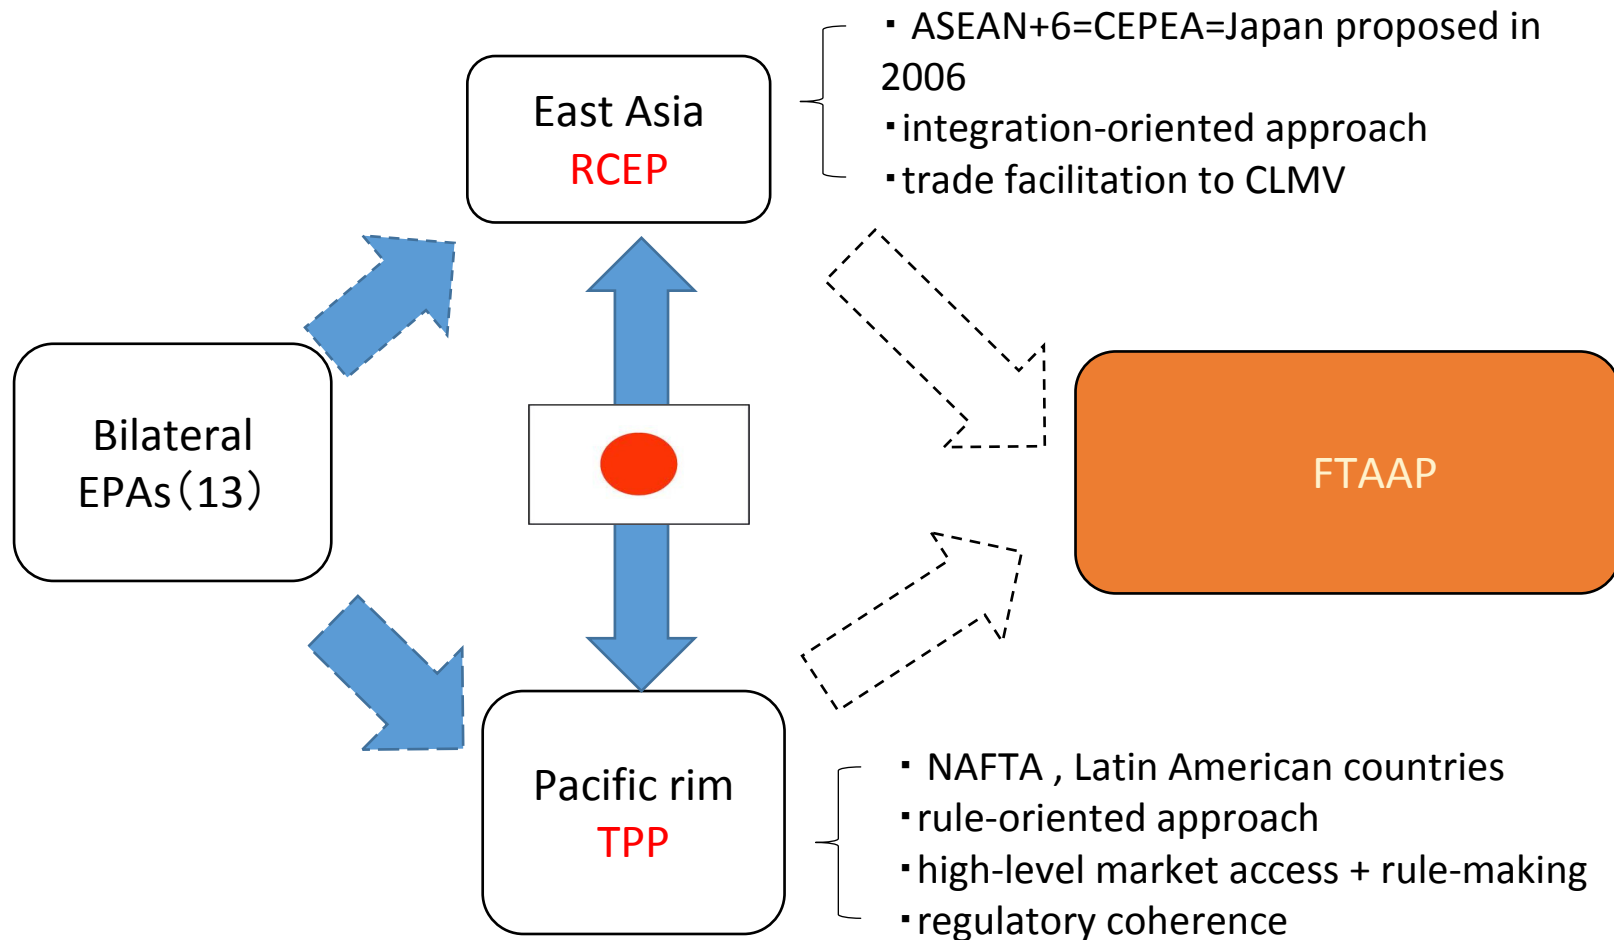 ・ ASEAN+6=CEPEA=Japan proposed in
2006
・integration-oriented approach
・trade facilitation to CLMV
East Asia
RCEP
Bilateral
EPAs（13）
FTAAP
Pacific rim
TPP
・ NAFTA , Latin American countries
・rule-oriented approach
・high-level market access + rule-making
・regulatory coherence